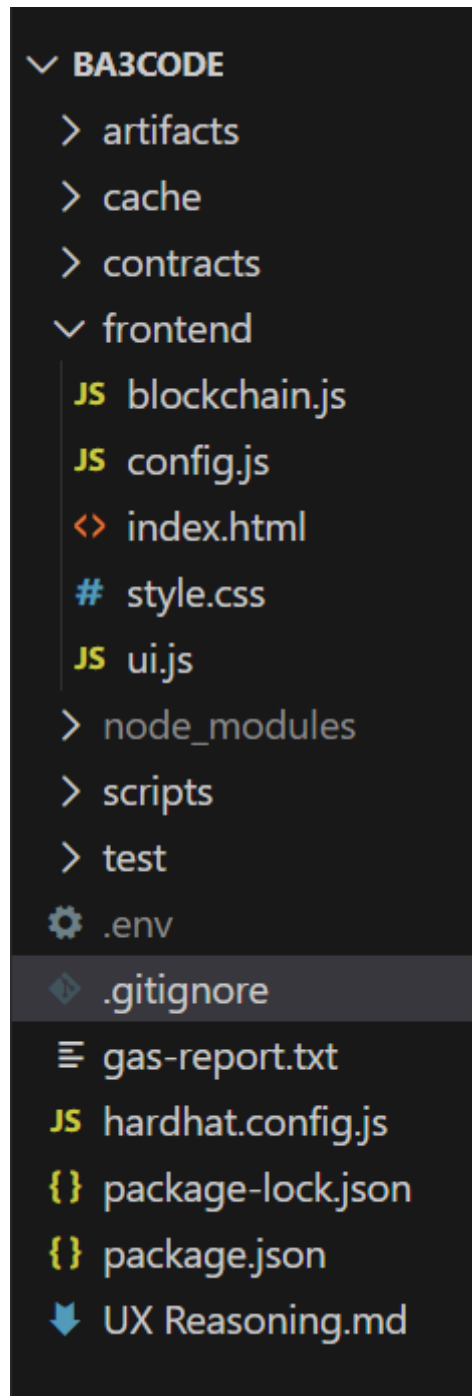 BA3CODE
artifacts
cache
contracts
frontend
JS blockchain.js
JS config.js
<> index.html
# style.css
JS ui.js
node_modules
scripts
test
.env
.gitignore
gas-report.txt
JS hardhat.config.js
{} package-lock.json
{} package.json
UX Reasoning.md